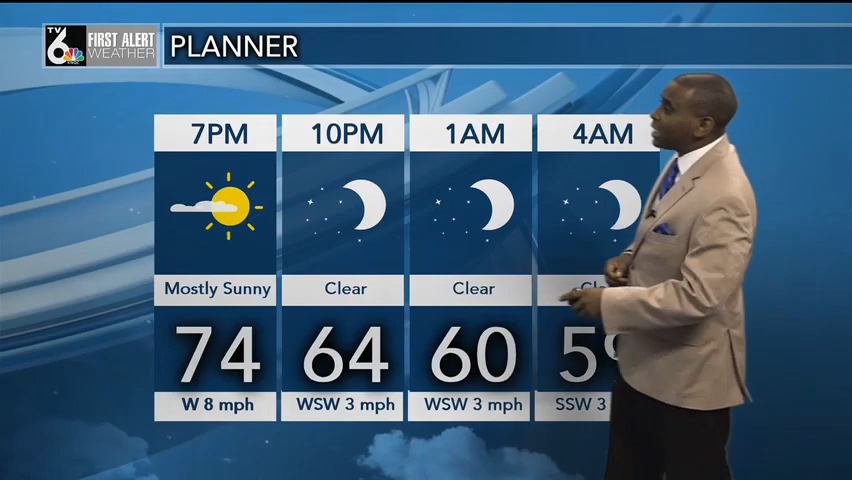 TV
6
FIRST ALERT
WEATHER
PLANNER
7PM
10PM
1AM
4AM
Mostly Sunny
Clear
Clear
74
64
60
W 8 mph
WSW 3 mph
WSW 3 mph
SSW 3